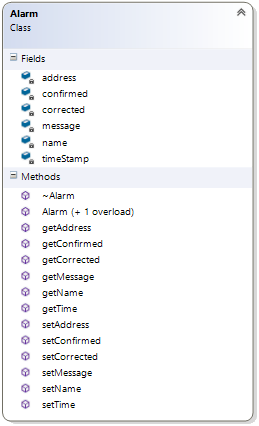 Alarm
Class
Fields
address
confirmed
corrected
message
name
timeStamp
Methods
~Alarm
Alarm (+ 1 overload)
getAddress
getConfirmed
getCorrected
getMessage
getName
getTime
setAddress
setConfirmed
setCorrected
setMessage
setName
setTime